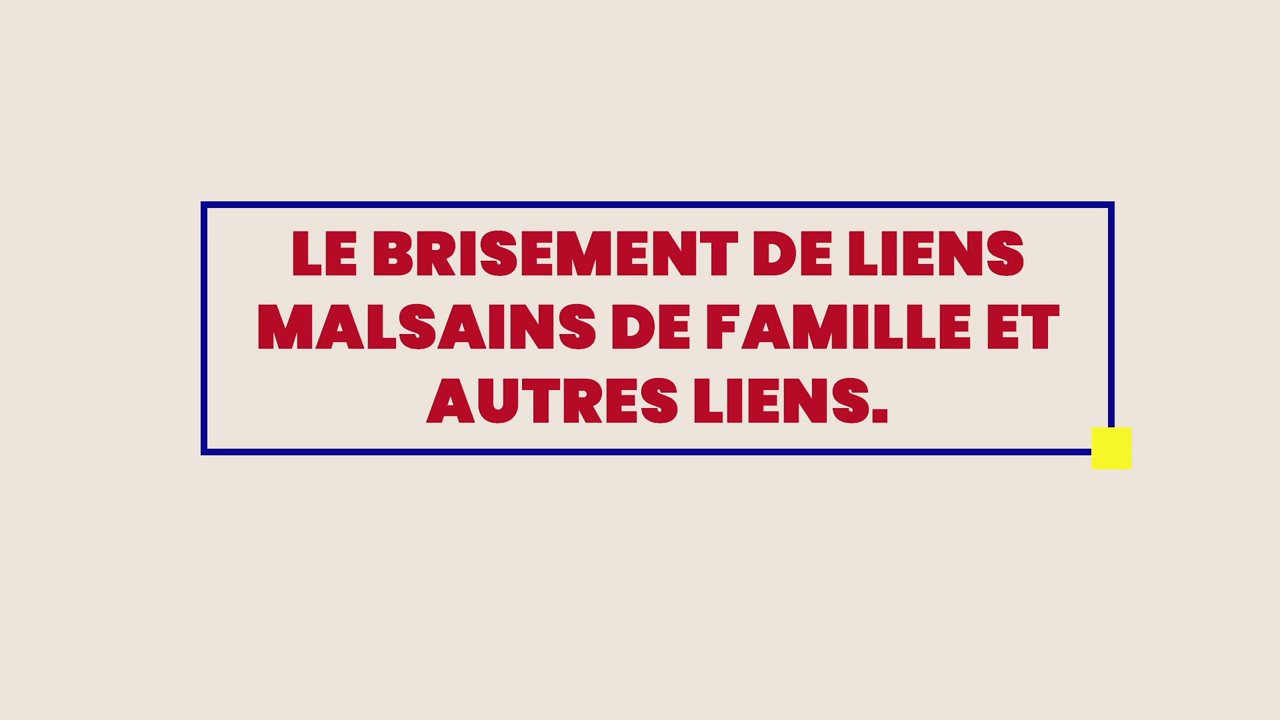 LE BRISEMENT DE LIENS
MALSAINS DE FAMILLE ET
AUTRES LIENS.